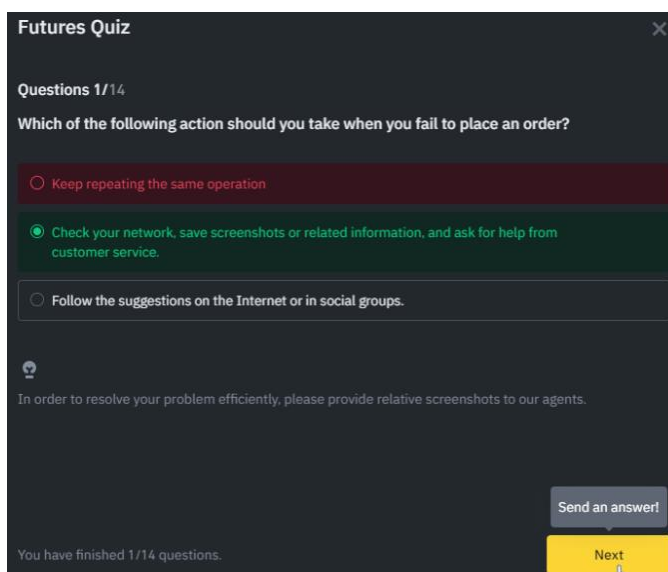 Futures Quiz
Questions 1/14
Which of the following action should you take when you fail to place an order?
Keep repeating the same operation
Check your network, save screenshots or related information, and ask for help from
customer service.
Follow the suggestions on the Internet or in social groups.
In order to resolve your problem efficiently, please provide relative screenshots to our agents.
Send an answer!
You have finished 1/14 questions.
Next